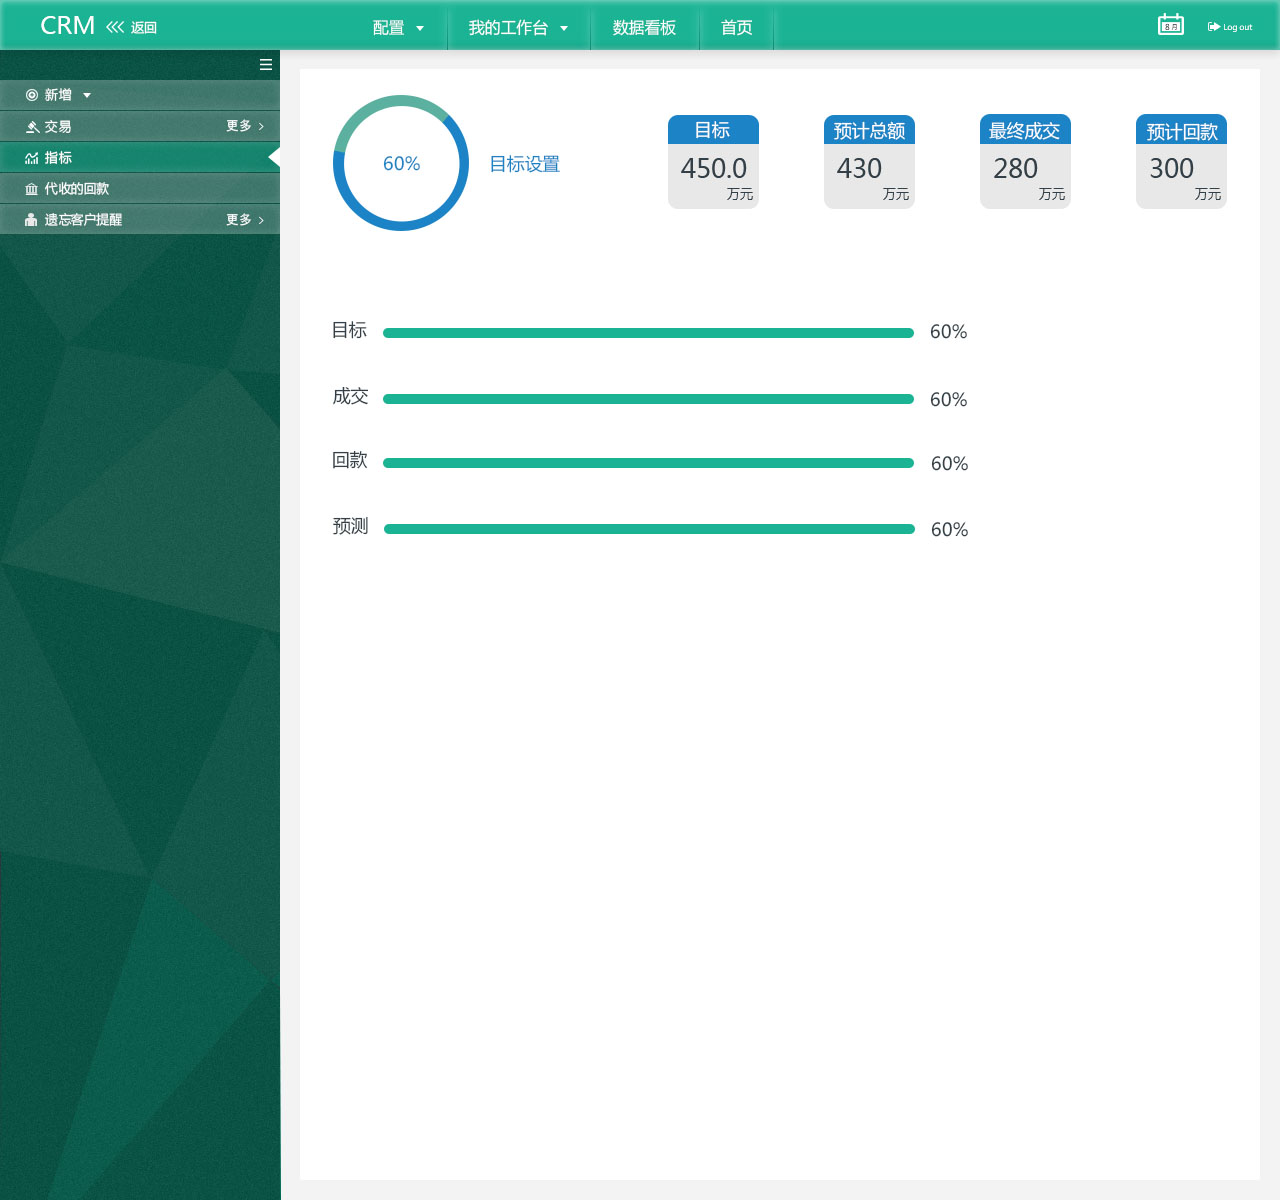 CRM 返回 配置 我的工作台 数据看板 首页 8月 Log out
新增
交易 更多
指标
代收的回款
遗忘客户提醒 更多
60% 目标设置
目标 预计总额 最终成交 预计回款
450.0 430 280 300
万元 万元 万元 万元
目标 60%
成交 60%
回款 60%
预测 60%